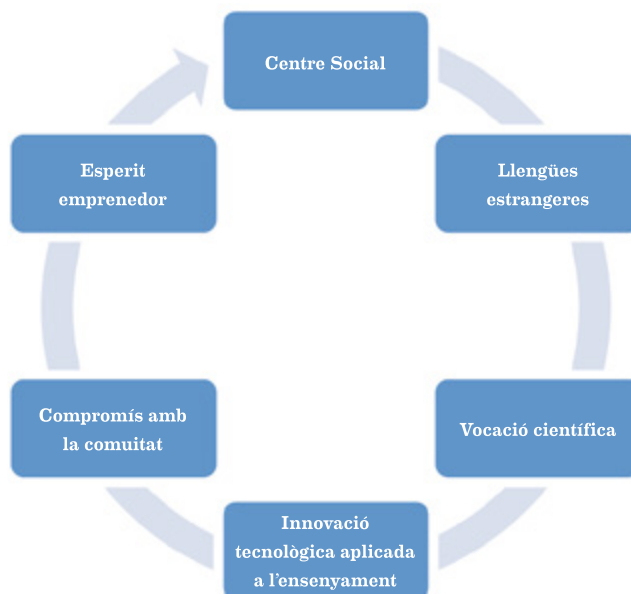 Centre Social
Llengües
estrangeres
Vocació científica
Innovació
tecnològica aplicada
a l'ensenyament
Compromís amb
la comuitat
Esperit
emprenedor